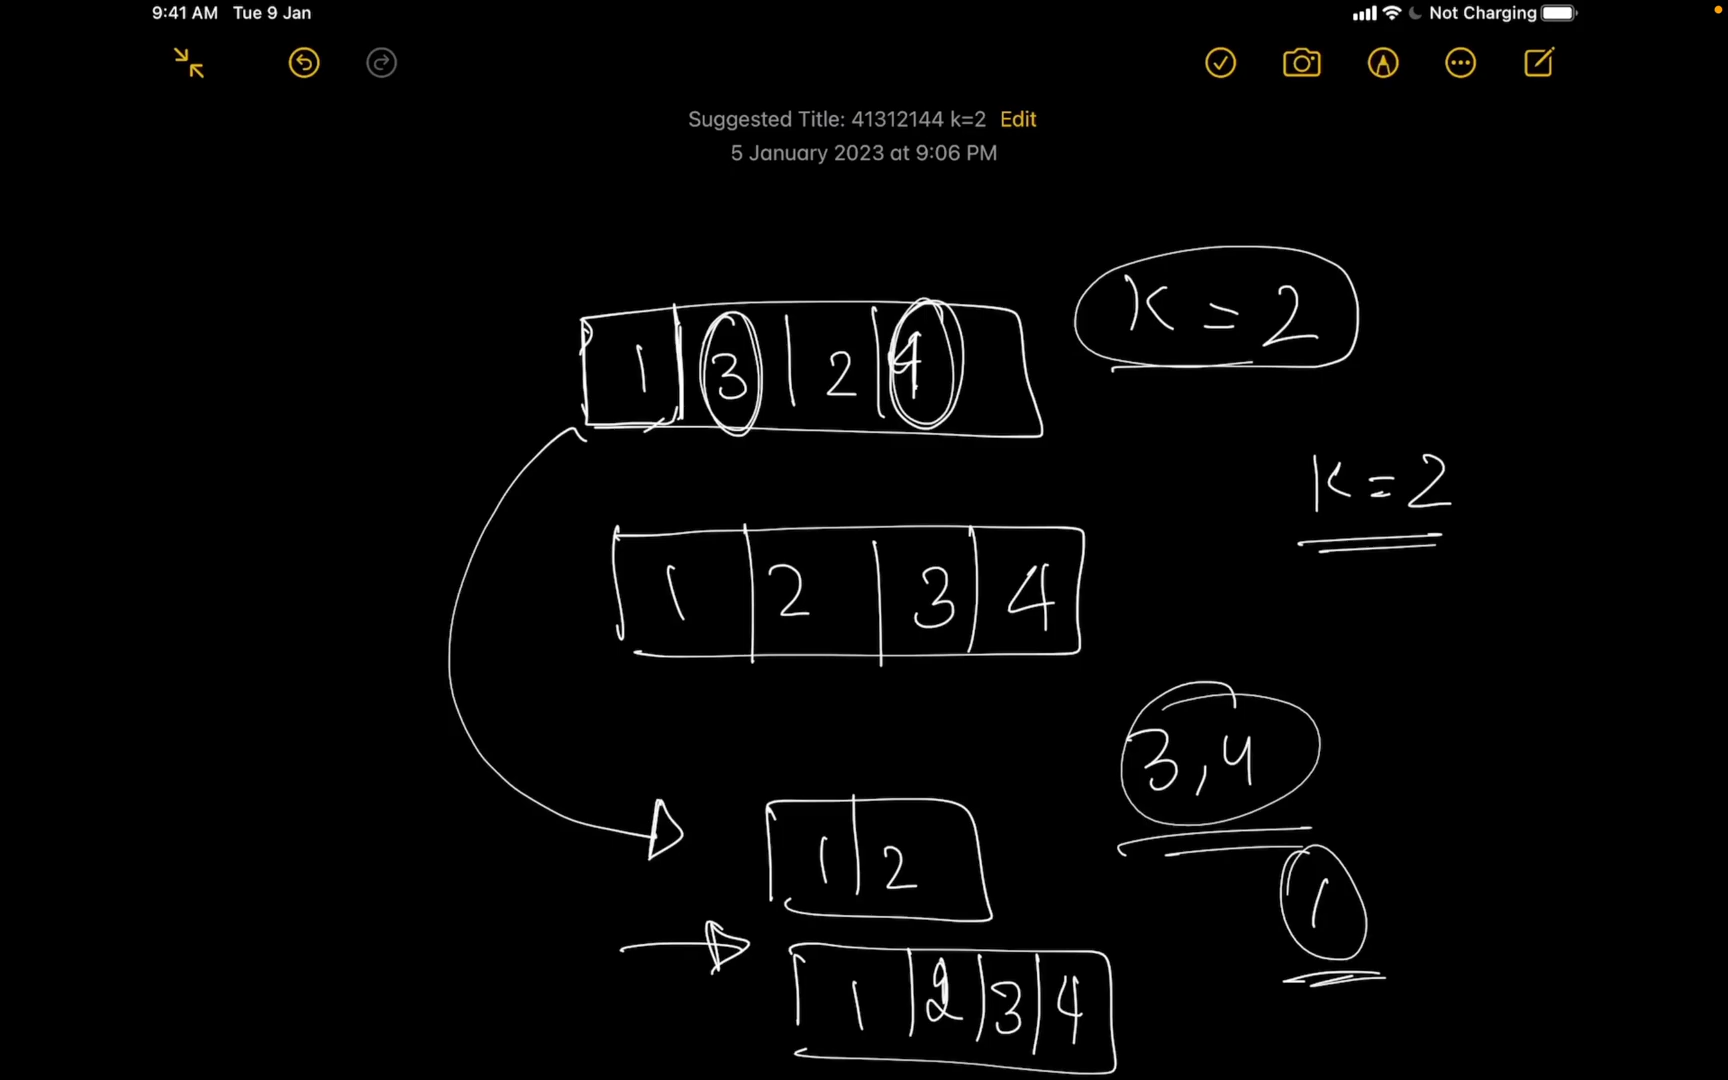 9:41 AM Tue 9 Jan
Not Charging
Suggested Title: 41312144 k=2 Edit
5 January 2023 at 9:06 PM
1 3 2 4
K = 2
K = 2
1 2 3 4
3,4
1 2
1
1 2 3 4